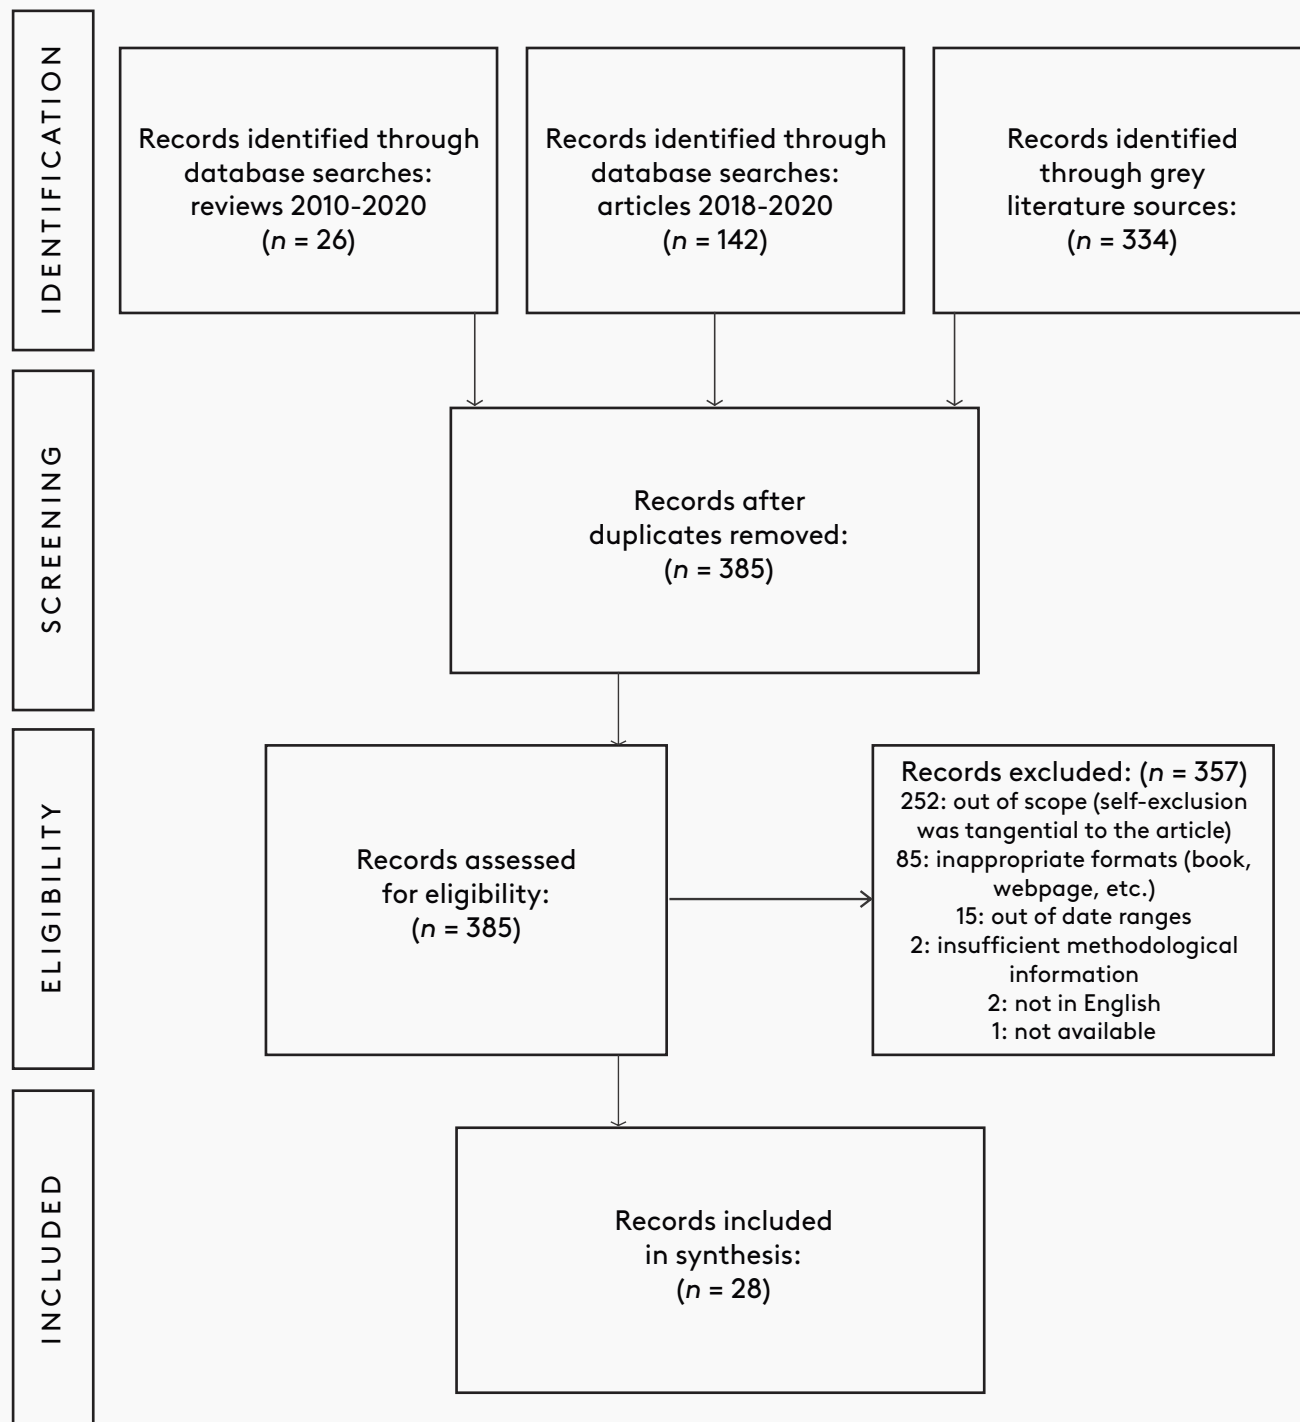 IDENTIFICATION
Records identified through
database searches:
reviews 2010-2020
(n = 26)
Records identified through
database searches:
articles 2018-2020
(n = 142)
Records identified
through grey
literature sources:
(n = 334)
SCREENING
Records after
duplicates removed:
(n = 385)
ELIGIBILITY
Records assessed
for eligibility:
(n = 385)
Records excluded: (n = 357)
252: out of scope (self-exclusion
was tangential to the article)
85: inappropriate formats (book,
webpage, etc.)
15: out of date ranges
2: insufficient methodological
information
2: not in English
1: not available
INCLUDED
Records included
in synthesis:
(n = 28)